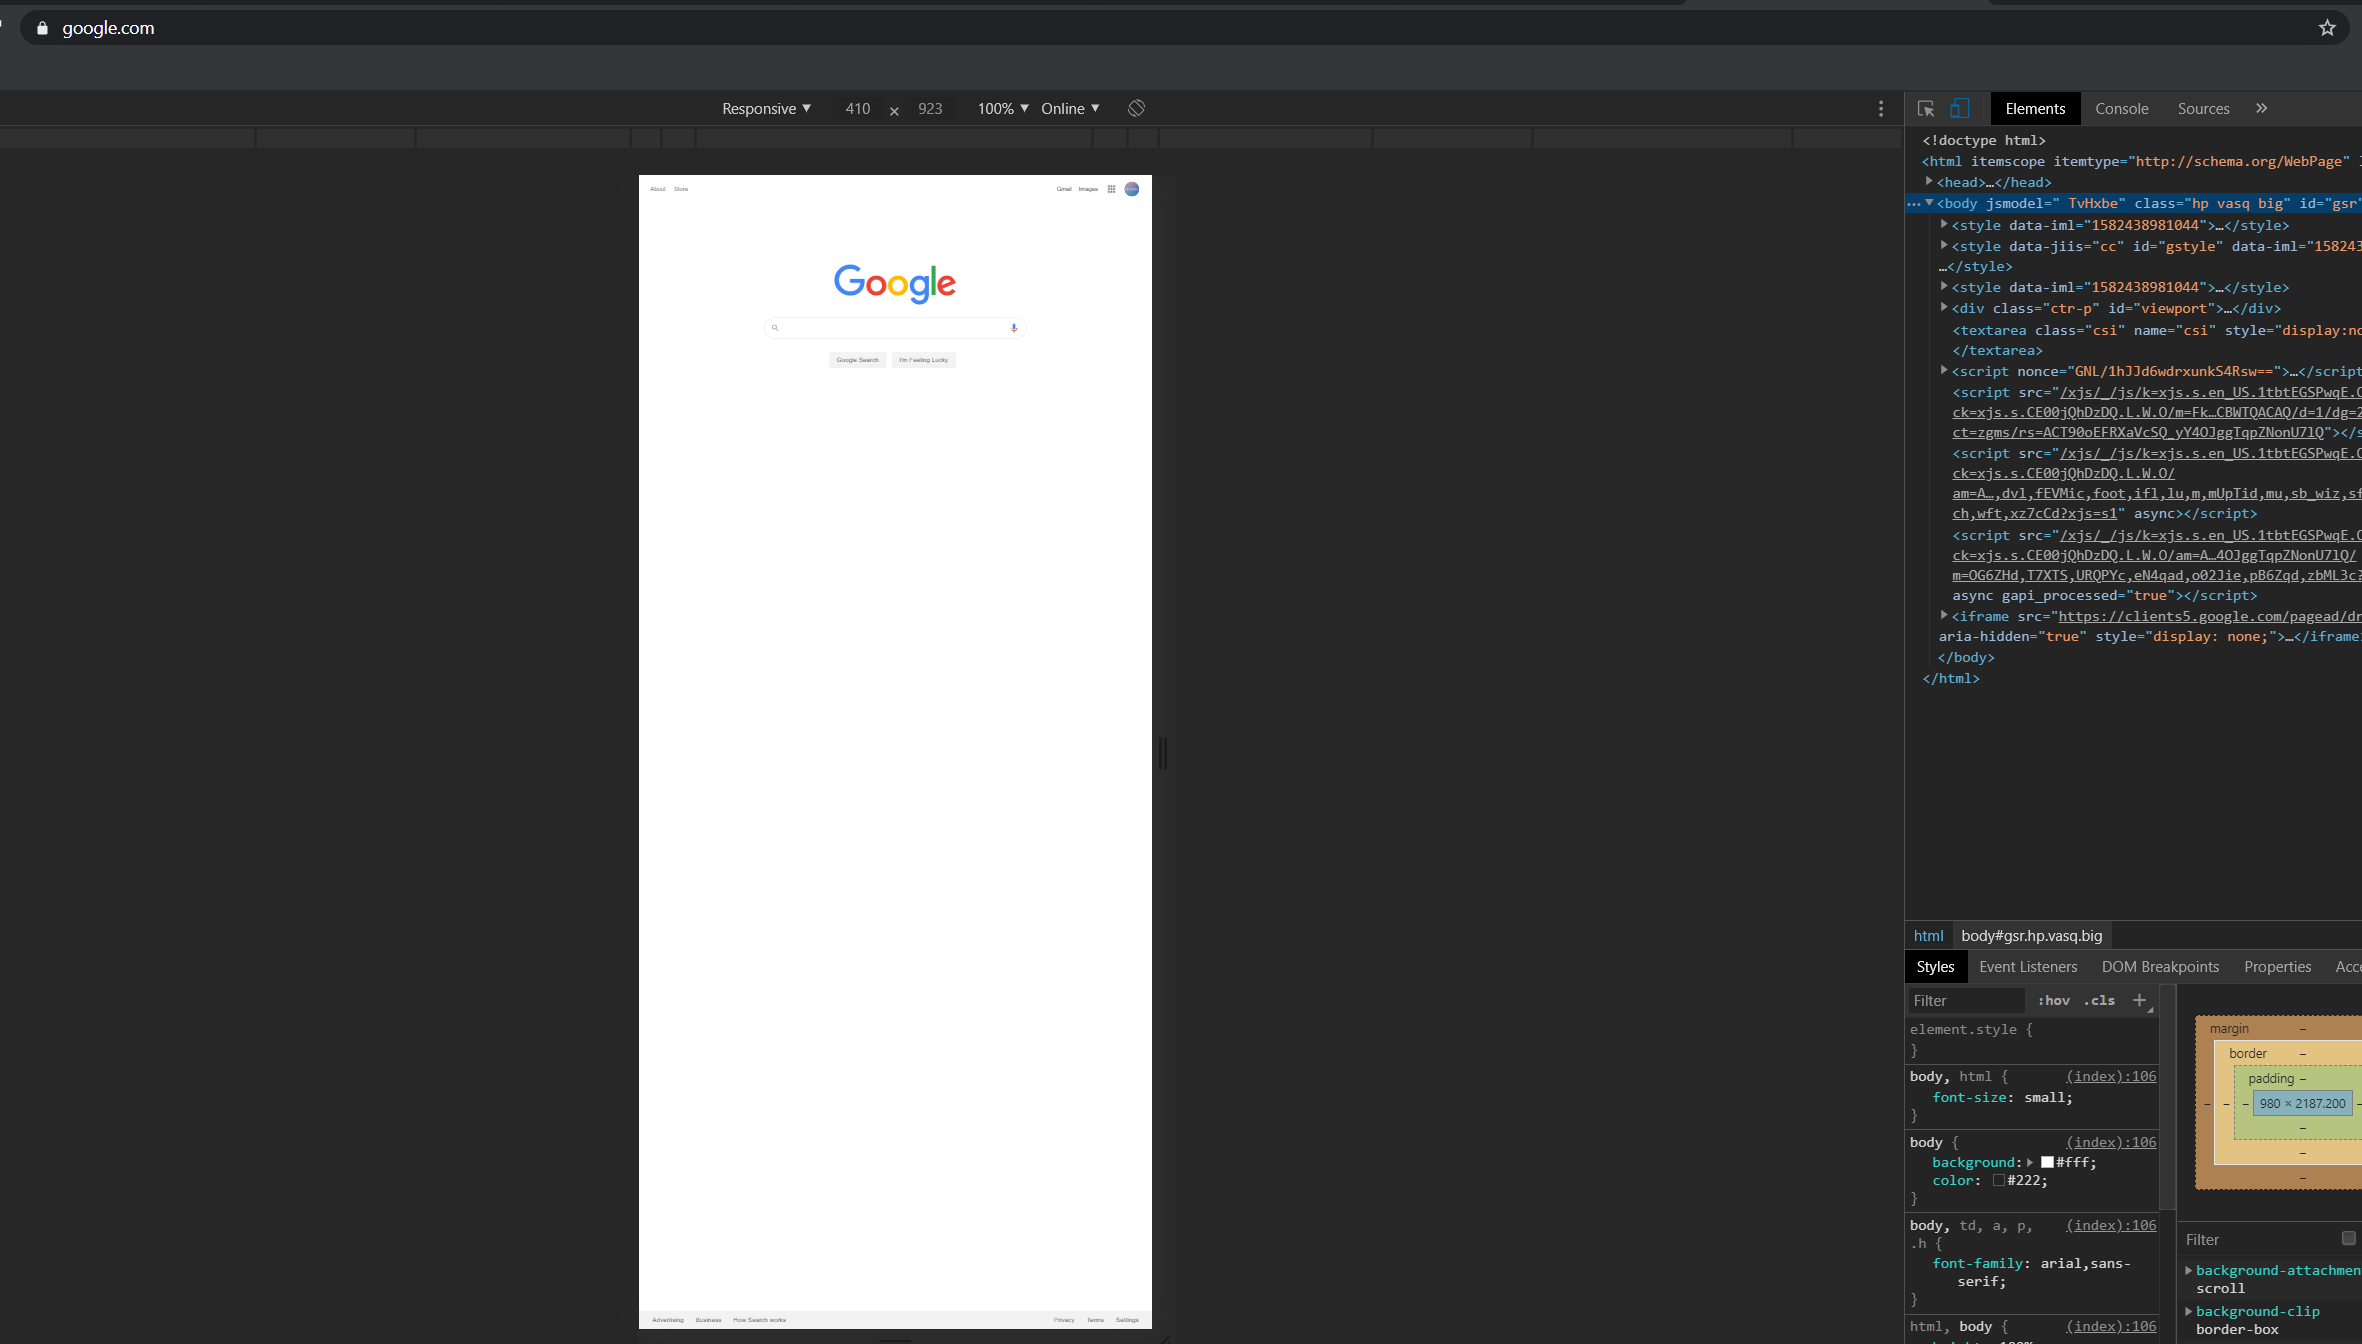 google.com
Responsive ▼ 410 × 923 100% ▼ Online ▼
About Store Gmail Images
Google
Google Search I'm Feeling Lucky
Advertising Business How Search works Privacy Terms Settings
Elements Console Sources »
<!doctype html>
<html itemscope itemtype="http://schema.org/WebPage"
<head>…</head>
<body jsmodel=" TvHxbe" class="hp vasq big" id="gsr"
<style data-iml="1582438981044">…</style>
<style data-jiis="cc" id="gstyle" data-iml="158243
…</style>
<style data-iml="1582438981044">…</style>
<div class="ctr-p" id="viewport">…</div>
<textarea class="csi" name="csi" style="display:no
</textarea>
<script nonce="GNL/1hJJd6wdrxunkS4Rsw==">…</script
<script src="/xjs/_/js/k=xjs.s.en_US.1tbtEGSPwqE.O
ck=xjs.s.CE00jQhDzDQ.L.W.O/m=Fk…CBWTQACAQ/d=1/dg=2
ct=zgms/rs=ACT90oEFRXaVcSQ_yY4OJggTqpZNonU7lQ"></s
<script src="/xjs/_/js/k=xjs.s.en_US.1tbtEGSPwqE.O
ck=xjs.s.CE00jQhDzDQ.L.W.O/
am=A…,dvl,fEVMic,foot,ifl,lu,m,mUpTid,mu,sb_wiz,sf
ch,wft,xz7cCd?xjs=s1" async></script>
<script src="/xjs/_/js/k=xjs.s.en_US.1tbtEGSPwqE.O
ck=xjs.s.CE00jQhDzDQ.L.W.O/am=A…4OJggTqpZNonU7lQ/
m=OG6ZHd,T7XTS,URQPYc,eN4qad,o02Jie,pB6Zqd,zbML3c?
async gapi_processed="true"></script>
<iframe src="https://clients5.google.com/pagead/dr
aria-hidden="true" style="display: none;">…</iframe>
</body>
</html>
html body#gsr.hp.vasq.big
Styles Event Listeners DOM Breakpoints Properties Acce
Filter :hov .cls +
element.style {
}
body, html { (index):106
font-size: small;
}
body { (index):106
background: #fff;
color: #222;
}
body, td, a, p, (index):106
.h {
font-family: arial,sans-
serif;
}
html, body { (index):106
margin –
border –
padding –
– – – 980 × 2187.200 –
–
–
–
Filter
background-attachmen
scroll
background-clip
border-box